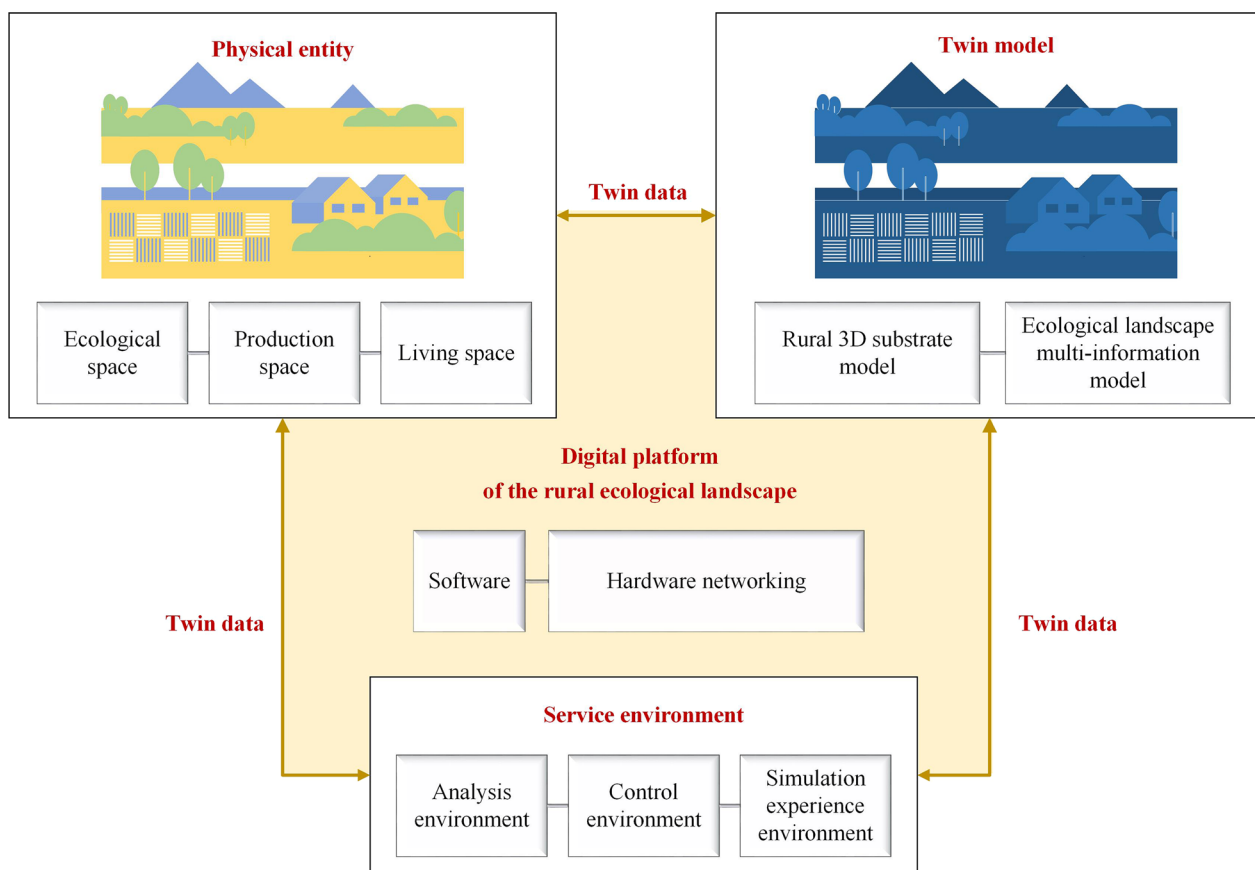 Physical entity
Twin model
Twin data
Ecological
space
Production
space
Living space
Rural 3D substrate
model
Ecological landscape
multi-information
model
Digital platform
of the rural ecological landscape
Software
Hardware networking
Twin data
Twin data
Service environment
Analysis
environment
Control
environment
Simulation
experience
environment